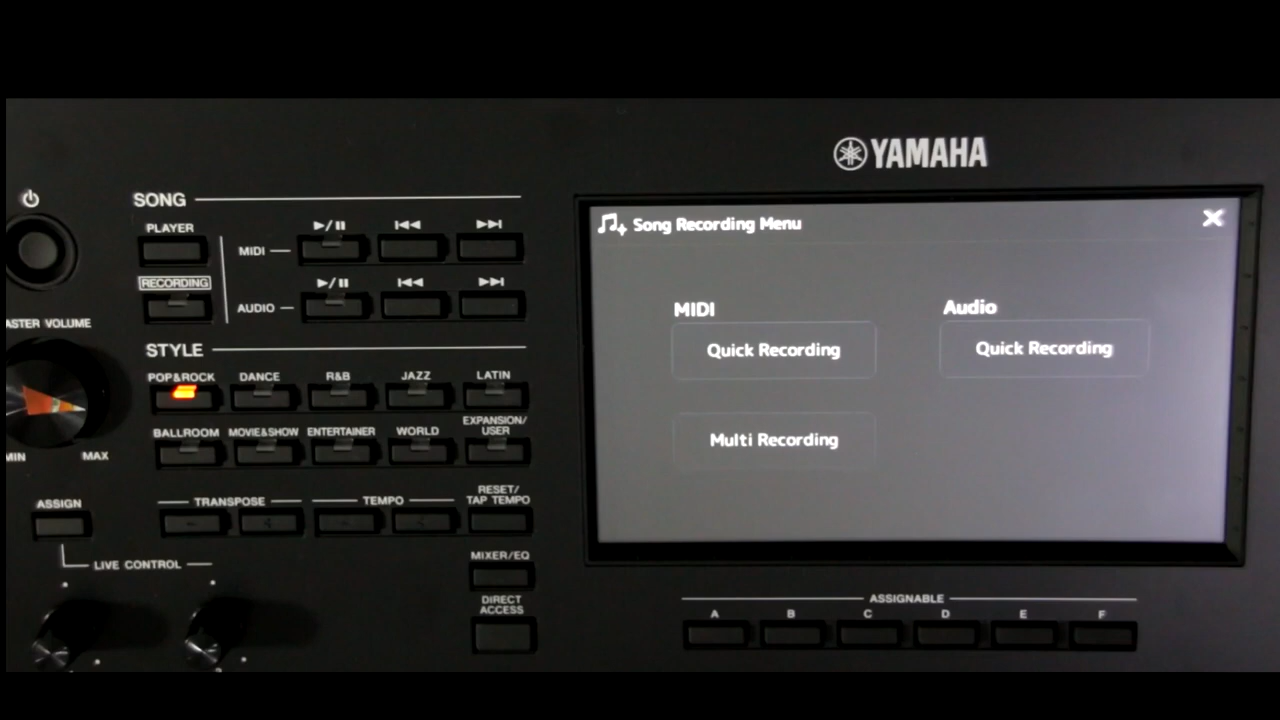 YAMAHA
SONG
PLAYER
MIDI
RECORDING
AUDIO
ASTER VOLUME
MIN
MAX
STYLE
POP&ROCK DANCE R&B JAZZ LATIN
BALLROOM MOVIE&SHOW ENTERTAINER WORLD EXPANSION/
USER
ASSIGN
TRANSPOSE
TEMPO
RESET/
TAP TEMPO
LIVE CONTROL
MIXER/EQ
DIRECT
ACCESS
Song Recording Menu
MIDI
Quick Recording
Multi Recording
Audio
Quick Recording
ASSIGNABLE
A B C D E F